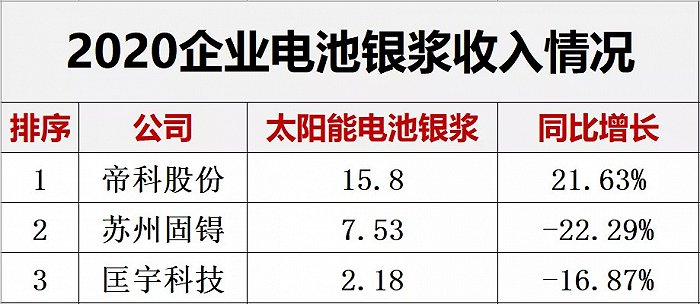 2020企业电池银浆收入情况
排序 公司 太阳能电池银浆 同比增长
1 帝科股份 15.8 21.63%
2 苏州固锝 7.53 -22.29%
3 匡宇科技 2.18 -16.87%